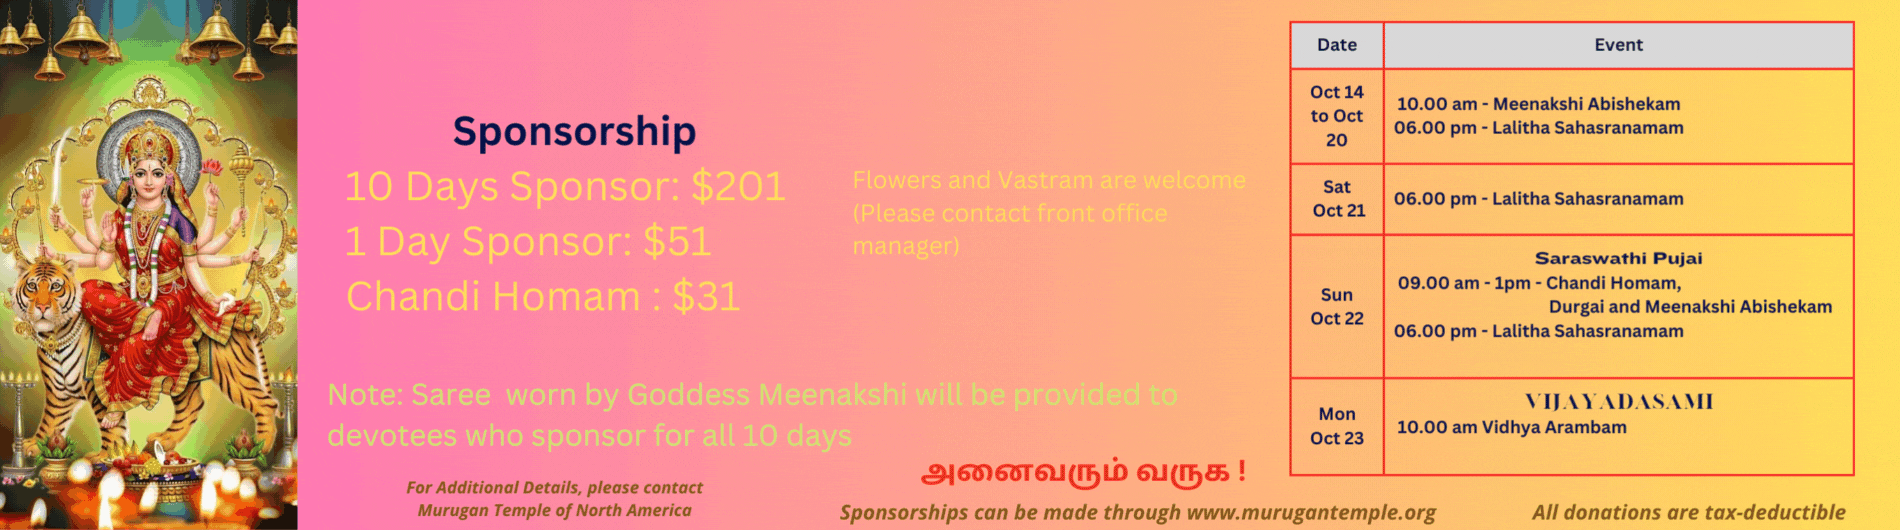 Sponsorship
10 Days Sponsor: $201
1 Day Sponsor: $51
Chandi Homam : $31
Flowers and Vastram are welcome
(Please contact front office
manager)
Note: Saree  worn by Goddess Meenakshi will be provided to
devotees who sponsor for all 10 days
For Additional Details, please contact
Murugan Temple of North America
அனைவரும் வருக !
Sponsorships can be made through www.murugantemple.org
Date
Event
Oct 14
to Oct
20
10.00 am - Meenakshi Abishekam
06.00 pm - Lalitha Sahasranamam
Sat
Oct 21
06.00 pm - Lalitha Sahasranamam
Sun
Oct 22
Saraswathi Pujai
09.00 am - 1pm - Chandi Homam,
Durgai and Meenakshi Abishekam
06.00 pm - Lalitha Sahasranamam
Mon
Oct 23
VIJAYADASAMI
10.00 am Vidhya Arambam
All donations are tax-deductible